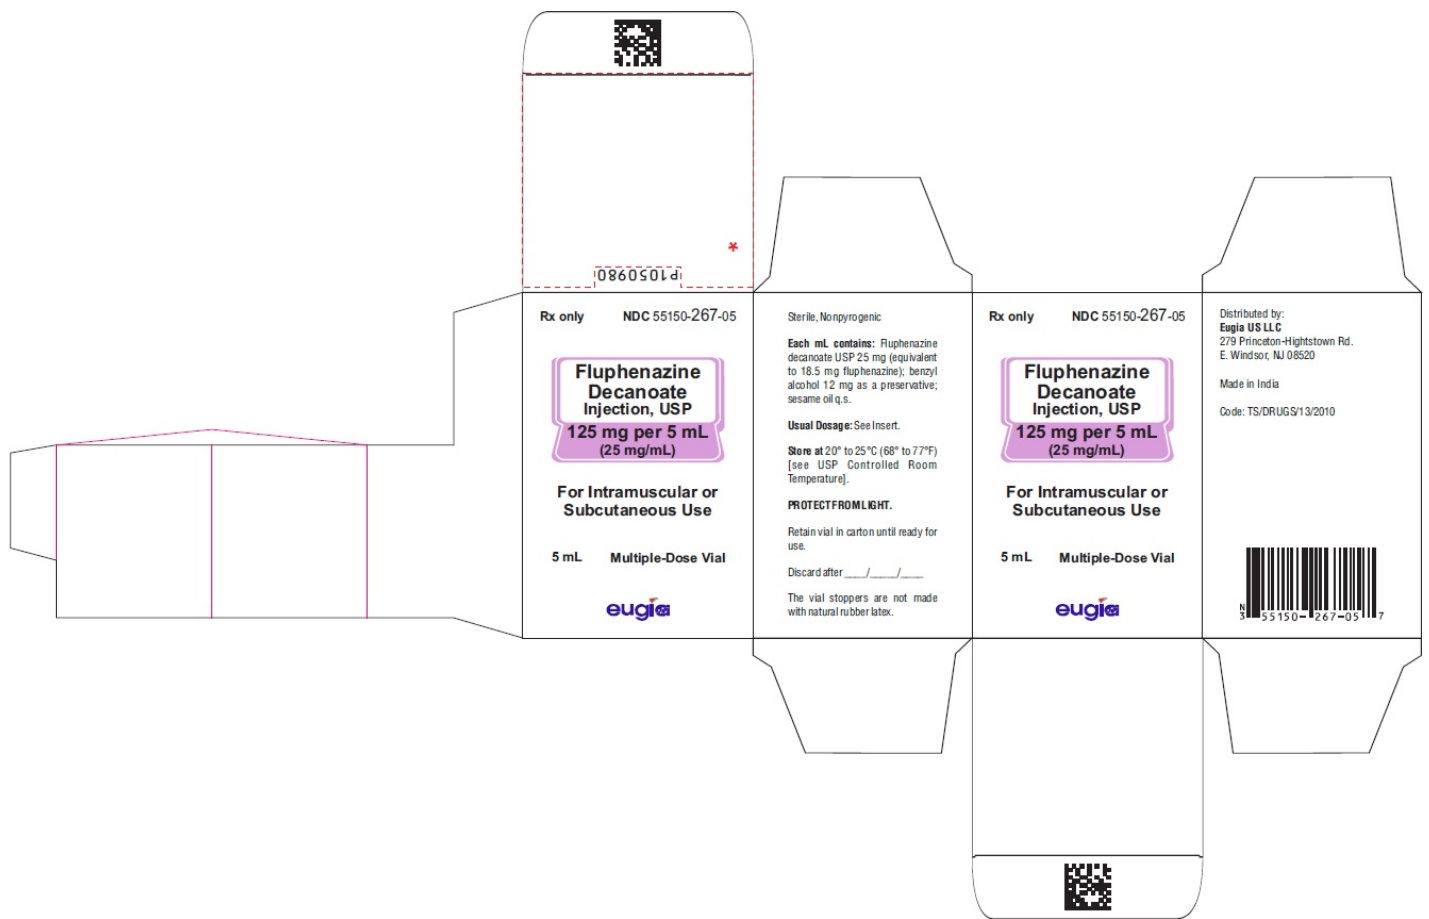 P1050980
Rx only NDC 55150-267-05
Fluphenazine
Decanoate
Injection, USP
125 mg per 5 mL
(25 mg/mL)
For Intramuscular or
Subcutaneous Use
5 mL Multiple-Dose Vial
eugia
Sterile, Nonpyrogenic
Each mL contains: Fluphenazine
decanoate USP 25 mg (equivalent
to 18.5 mg fluphenazine); benzyl
alcohol 12 mg as a preservative;
sesame oil q.s.
Usual Dosage: See Insert.
Store at 20° to 25°C (68° to 77°F)
[see USP Controlled Room
Temperature].
PROTECT FROM LIGHT.
Retain vial in carton until ready for
use.
Discard after ____/____/____
The vial stoppers are not made
with natural rubber latex.
Rx only NDC 55150-267-05
Fluphenazine
Decanoate
Injection, USP
125 mg per 5 mL
(25 mg/mL)
For Intramuscular or
Subcutaneous Use
5 mL Multiple-Dose Vial
eugia
Distributed by:
Eugia US LLC
279 Princeton-Hightstown Rd.
E. Windsor, NJ 08520
Made in India
Code: TS/DRUGS/13/2010
N
3 55150-267-05 7